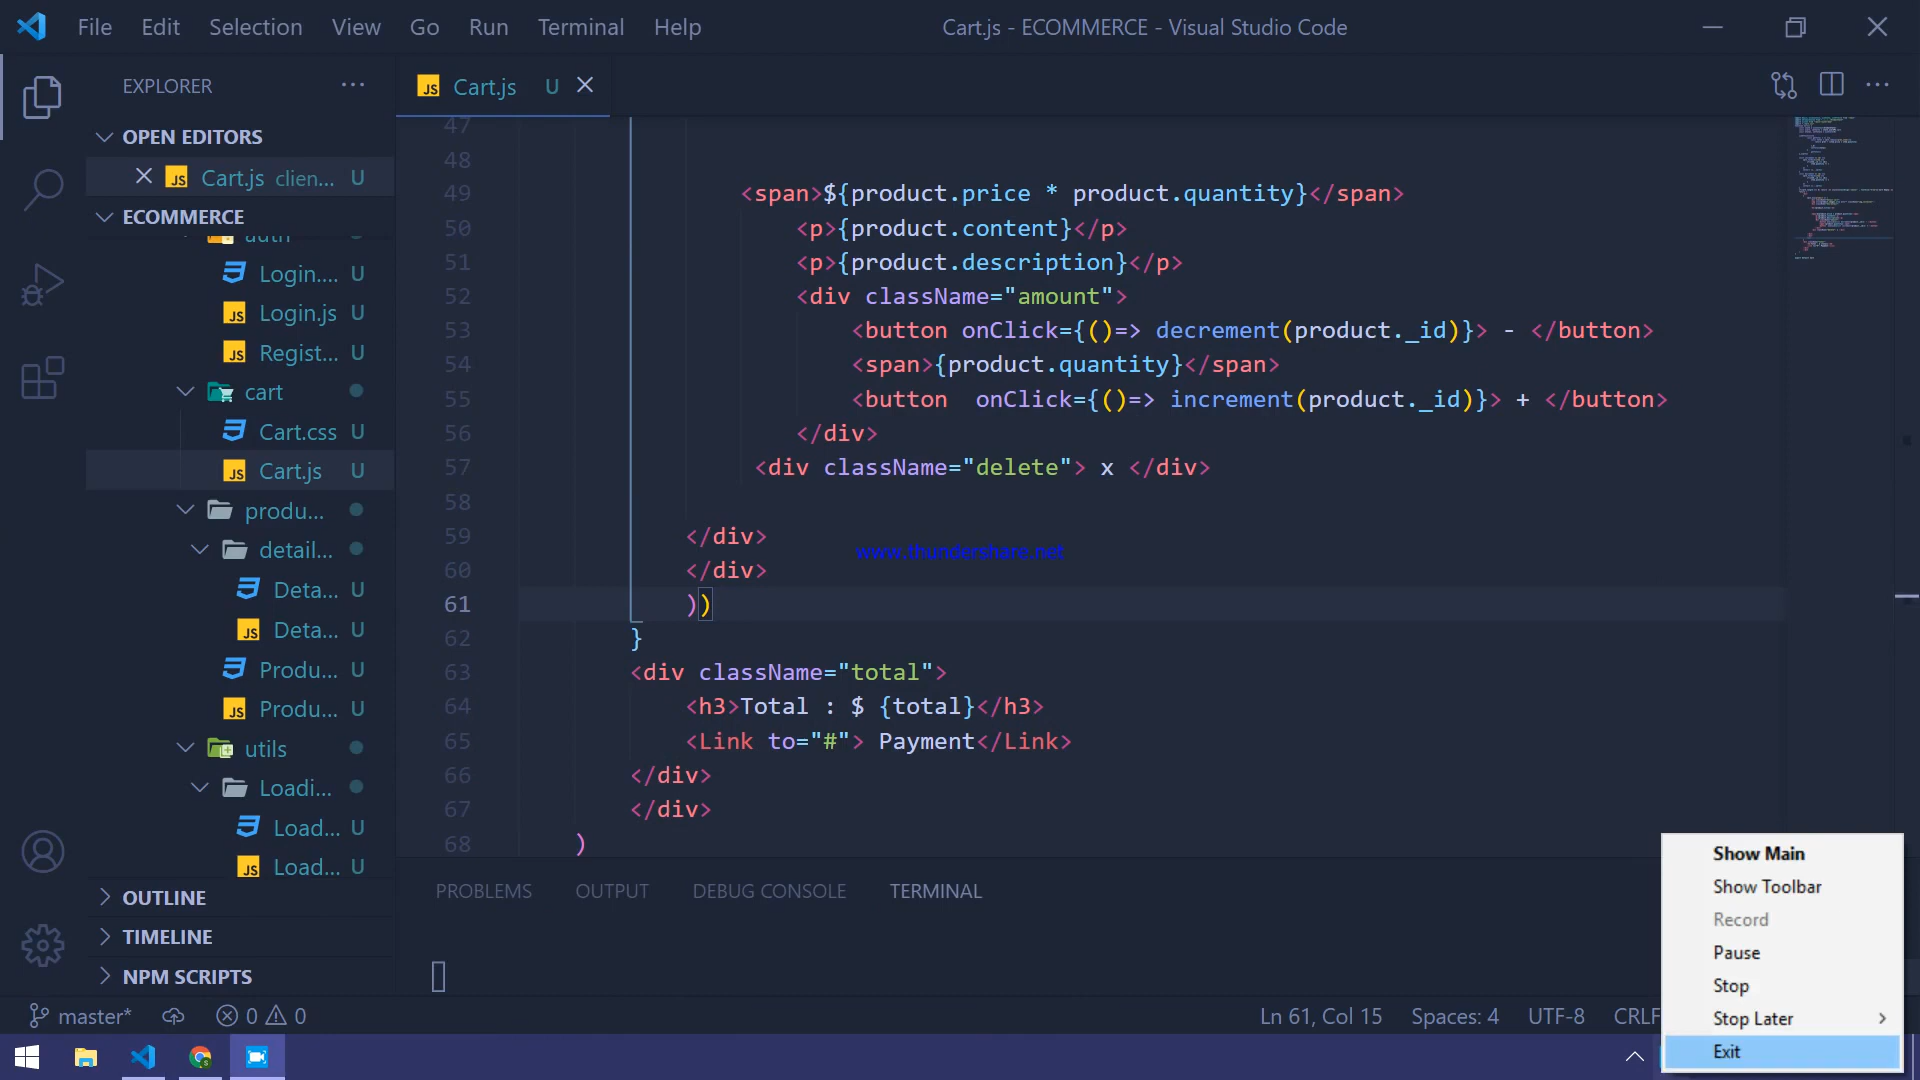 File Edit Selection View Go Run Terminal Help
Cart.js - ECOMMERCE - Visual Studio Code
EXPLORER
Cart.js U
OPEN EDITORS
Cart.js clien... U
ECOMMERCE
auth
Login.... U
Login.js U
Regist... U
cart
Cart.css U
Cart.js U
produ...
detail...
Deta... U
Deta... U
Produ... U
Produ... U
utils
Loadi...
Load... U
Load... U
OUTLINE
TIMELINE
NPM SCRIPTS
47
48
49 <span>${product.price * product.quantity}</span>
50 <p>{product.content}</p>
51 <p>{product.description}</p>
52 <div className="amount">
53 <button onClick={()=> decrement(product._id)}> - </button>
54 <span>{product.quantity}</span>
55 <button  onClick={()=> increment(product._id)}> + </button>
56 </div>
57 <div className="delete"> x </div>
58
59 </div>
www.thundershare.net
60 </div>
61 ))
62 }
63 <div className="total">
64 <h3>Total : $ {total}</h3>
65 <Link to="#"> Payment</Link>
66 </div>
67 </div>
68 )
PROBLEMS OUTPUT DEBUG CONSOLE TERMINAL
Show Main
Show Toolbar
Record
Pause
Stop
Stop Later
Exit
master* 0 0
Ln 61, Col 15 Spaces: 4 UTF-8 CRLF